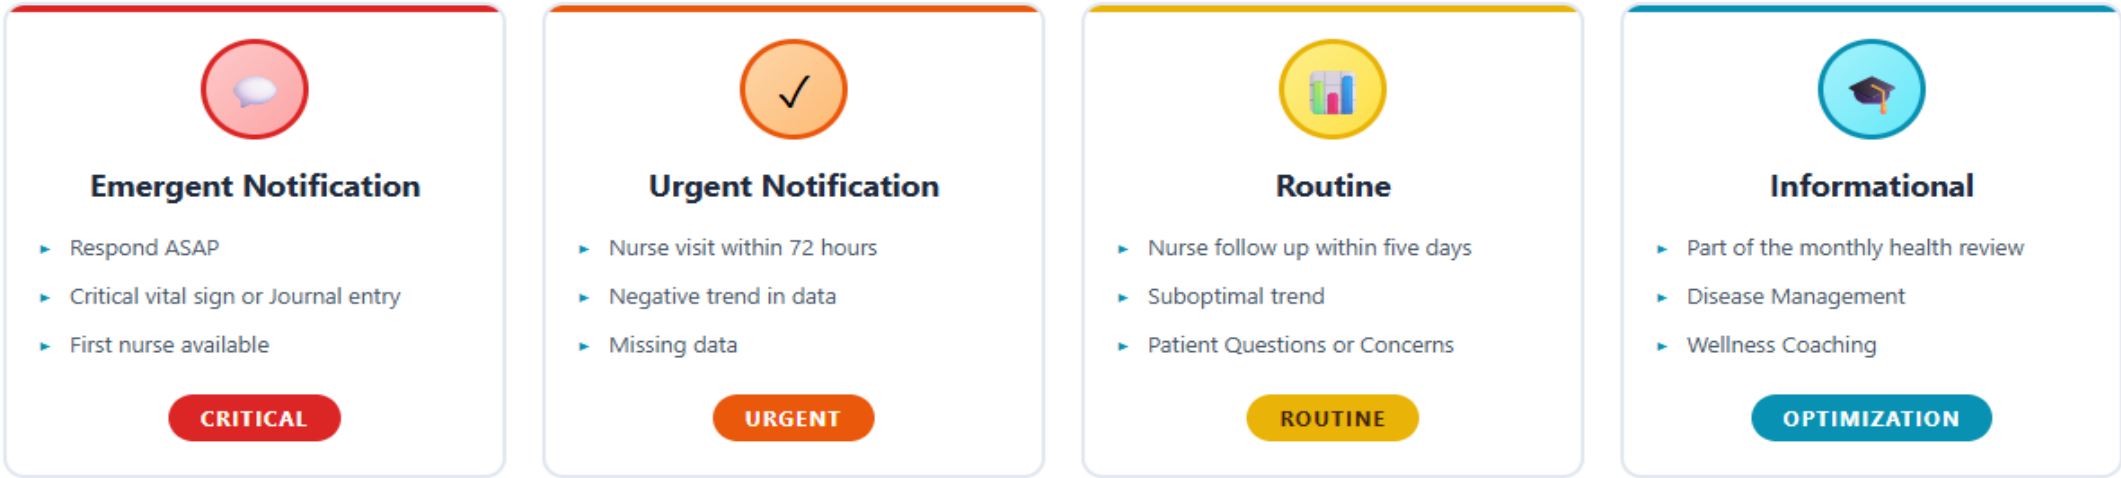 Emergent Notification
► Respond ASAP
► Critical vital sign or Journal entry
► First nurse available
CRITICAL
Urgent Notification
► Nurse visit within 72 hours
► Negative trend in data
► Missing data
URGENT
Routine
► Nurse follow up within five days
► Suboptimal trend
► Patient Questions or Concerns
ROUTINE
Informational
► Part of the monthly health review
► Disease Management
► Wellness Coaching
OPTIMIZATION